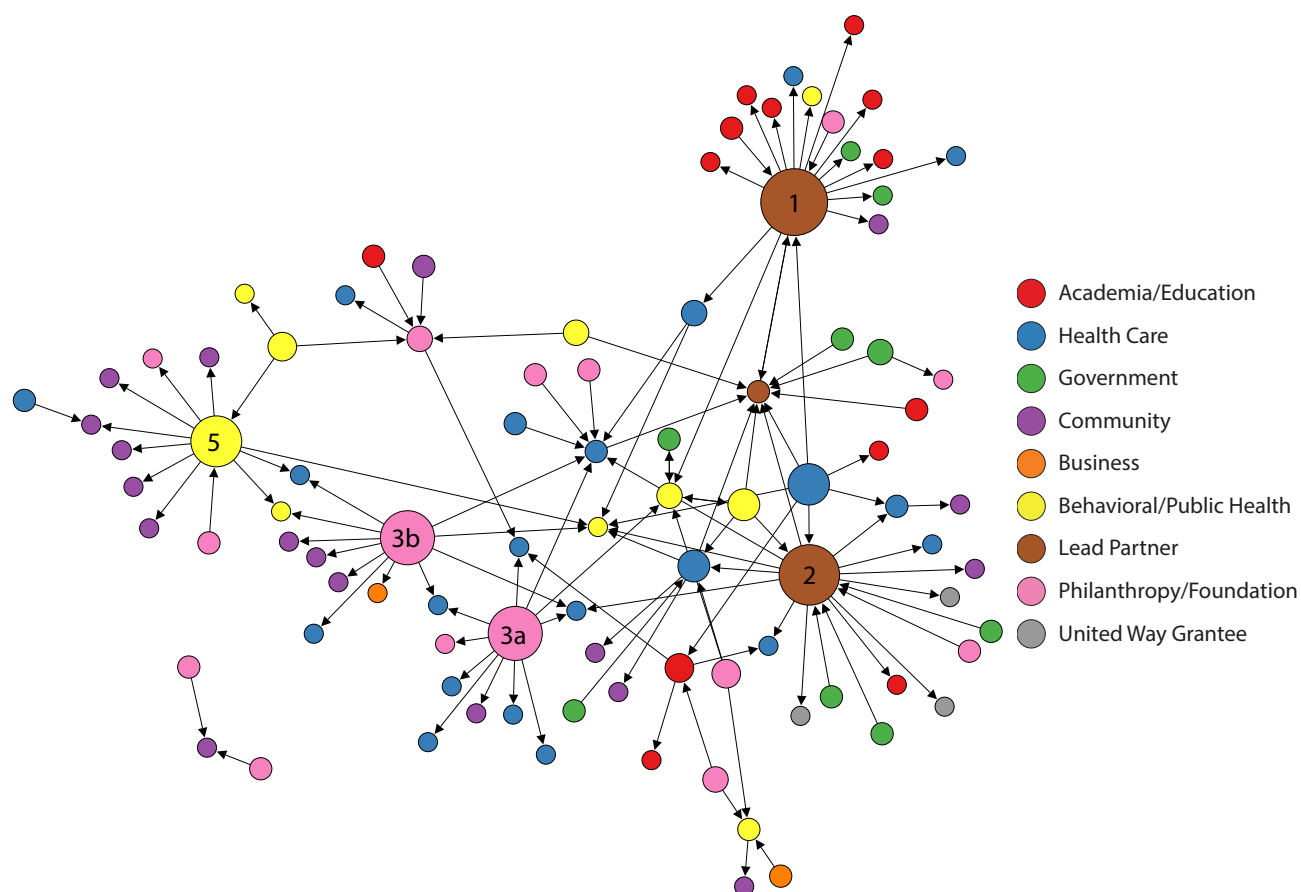 1
5
3b
2
3a
Academia/Education
Health Care
Government
Community
Business
Behavioral/Public Health
Lead Partner
Philanthropy/Foundation
United Way Grantee